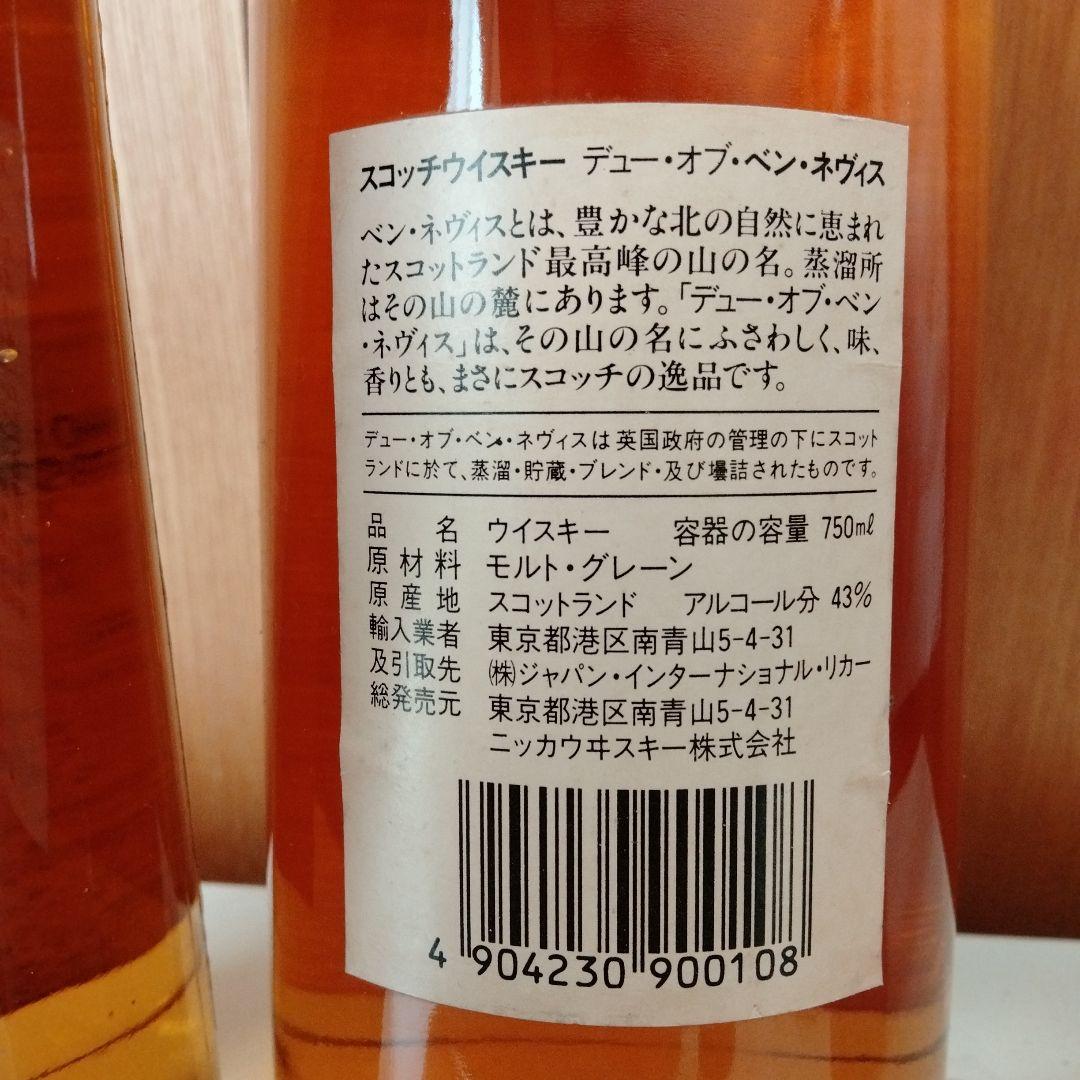 スコッチウイスキー デュー・オブ・ベン・ネヴィス
ベン・ネヴィスとは、豊かな北の自然に恵まれ
たスコットランド最高峰の山の名。蒸溜所
はその山の麓にあります。「デュー・オブ・ベン
・ネヴィス」は、その山の名にふさわしく、味、
香りとも、まさにスコッチの逸品です。
デュー・オブ・ベン・ネヴィスは英国政府の管理の下にスコット
ランドに於て、蒸溜・貯蔵・ブレンド・及び壜詰されたものです。
品名 ウイスキー 容器の容量 750mℓ
原材料 モルト・グレーン
原産地 スコットランド アルコール分 43%
輸入業者 東京都港区南青山5-4-31
及引取先 ㈱ジャパン・インターナショナル・リカー
総発売元 東京都港区南青山5-4-31
ニッカウヰスキー株式会社
4 904230 900108